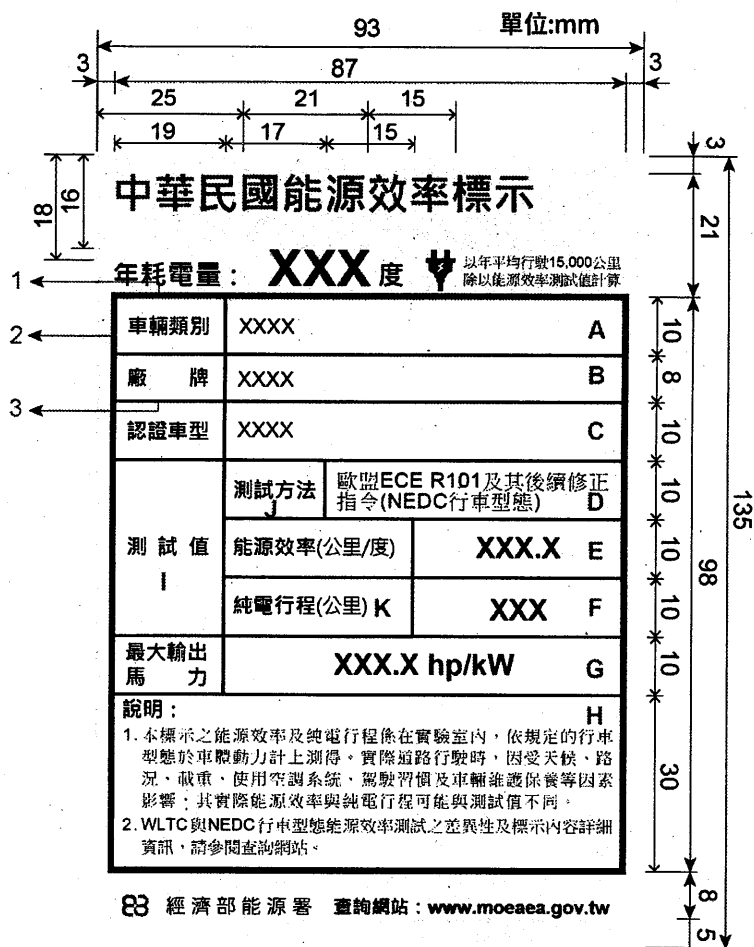 單位:mm
93
3
87
3
25
21
15
19
17
15
3
18
16
21
中華民國能源效率標示
年耗電量： XXX 度 以年平均行駛15,000公里
除以能源效率測試值計算
1
2
3
車輛類別 XXXX A
10
廠 牌 XXXX B
8
認證車型 XXXX C
10
測試值 I
測試方法 J 歐盟ECE R101及其後續修正
指令(NEDC行車型態) D
10
能源效率(公里/度) XXX.X E
10
純電行程(公里) K XXX F
10
最大輸出
馬 力 XXX.X hp/kW G
10
98
135
說明： H
1. 本標示之能源效率及純電行程係在實驗室內，依規定的行車
型態於車體動力計上測得。實際道路行駛時，因受天候、路
況、載重、使用空調系統、駕駛習慣及車輛維護保養等因素
影響；其實際能源效率與純電行程可能與測試值不同。
2. WLTC與NEDC行車型態能源效率測試之差異性及標示內容詳細
資訊，請參閱查詢網站。
30
經濟部能源署 查詢網站：www.moeaea.gov.tw
8
5